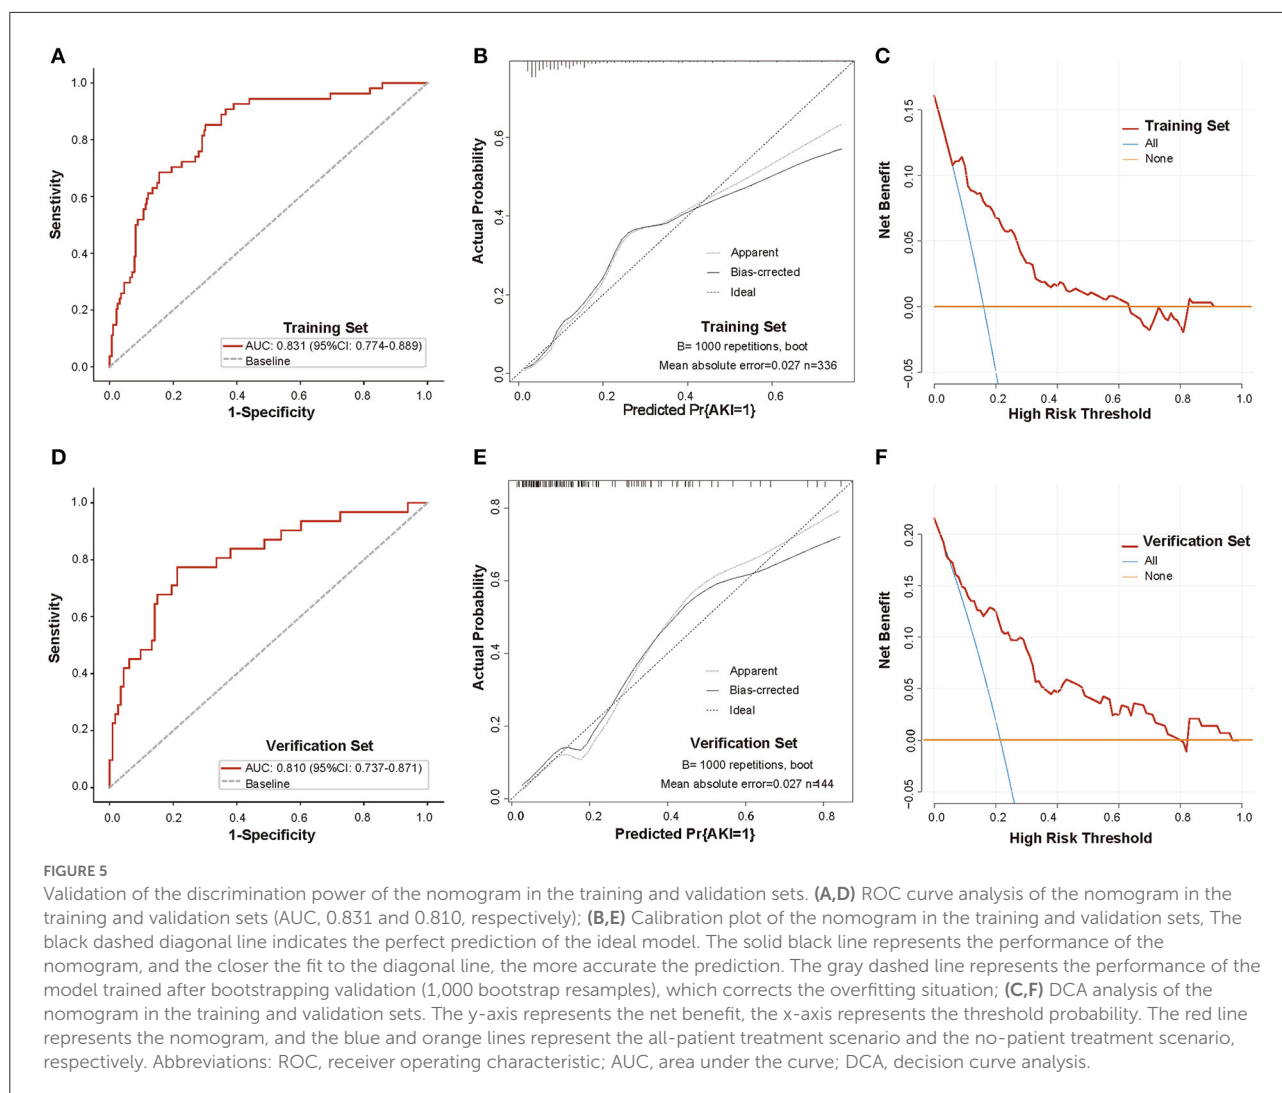 A
1.0
0.8
0.6
0.4
0.2
0.0
Senstivity
Training Set
AUC: 0.831 (95%CI: 0.774-0.889)
Baseline
0.0 0.2 0.4 0.6 0.8 1.0
1-Specificity
B
0.6
0.4
0.2
0.0
Actual Probability
Apparent
Bias-crrected
Ideal
Training Set
B= 1000 repetitions, boot
Mean absolute error=0.027 n=336
0.0 0.2 0.4 0.6
Predicted Pr{AKI=1}
C
0.15
0.10
0.05
0.00
−0.05
Net Benefit
Training Set
All
None
0.0 0.2 0.4 0.6 0.8 1.0
High Risk Threshold
D
1.0
0.8
0.6
0.4
0.2
0.0
Senstivity
Verification Set
AUC: 0.810 (95%CI: 0.737-0.871)
Baseline
0.0 0.2 0.4 0.6 0.8 1.0
1-Specificity
E
0.8
0.6
0.4
0.2
0.0
Actual Probability
Apparent
Bias-crrected
Ideal
Verification Set
B= 1000 repetitions, boot
Mean absolute error=0.027 n=144
0.0 0.2 0.4 0.6 0.8
Predicted Pr{AKI=1}
F
0.20
0.15
0.10
0.05
0.00
−0.05
Net Benefit
Verification Set
All
None
0.0 0.2 0.4 0.6 0.8 1.0
High Risk Threshold
FIGURE 5
Validation of the discrimination power of the nomogram in the training and validation sets. (A,D) ROC curve analysis of the nomogram in the
training and validation sets (AUC, 0.831 and 0.810, respectively); (B,E) Calibration plot of the nomogram in the training and validation sets, The
black dashed diagonal line indicates the perfect prediction of the ideal model. The solid black line represents the performance of the
nomogram, and the closer the fit to the diagonal line, the more accurate the prediction. The gray dashed line represents the performance of the
model trained after bootstrapping validation (1,000 bootstrap resamples), which corrects the overfitting situation; (C,F) DCA analysis of the
nomogram in the training and validation sets. The y-axis represents the net benefit, the x-axis represents the threshold probability. The red line
represents the nomogram, and the blue and orange lines represent the all-patient treatment scenario and the no-patient treatment scenario,
respectively. Abbreviations: ROC, receiver operating characteristic; AUC, area under the curve; DCA, decision curve analysis.